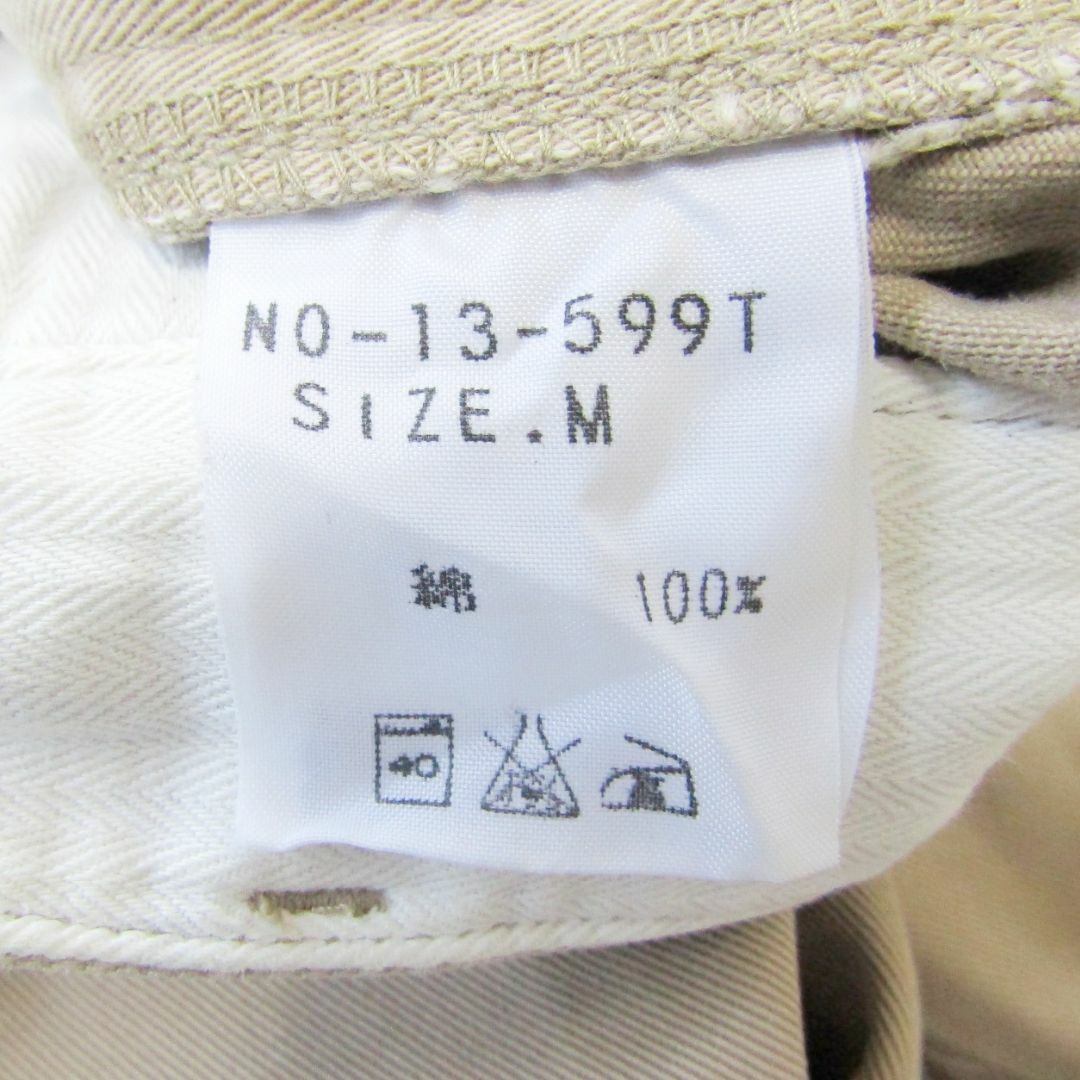 NO-13-599T
SIZE.M
綿 100%
40